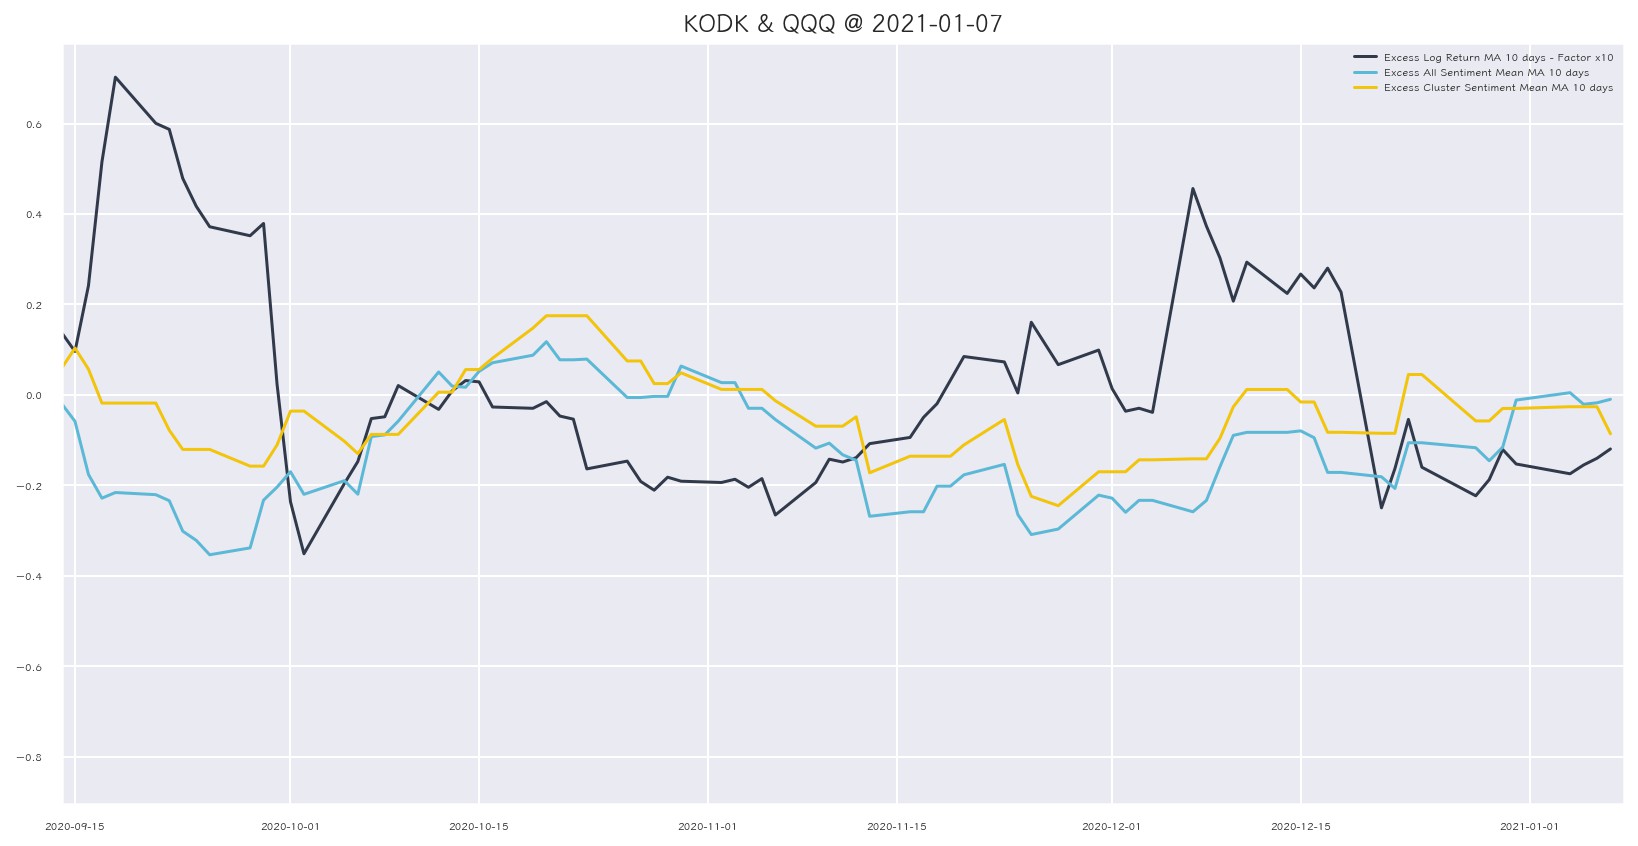 KODK & QQQ @ 2021-01-07
Excess Log Return MA 10 days - Factor x10
Excess All Sentiment Mean MA 10 days
Excess Cluster Sentiment Mean MA 10 days
0.6
0.4
0.2
0.0
−0.2
−0.4
−0.6
−0.8
2020-09-15 2020-10-01 2020-10-15 2020-11-01 2020-11-15 2020-12-01 2020-12-15 2021-01-01